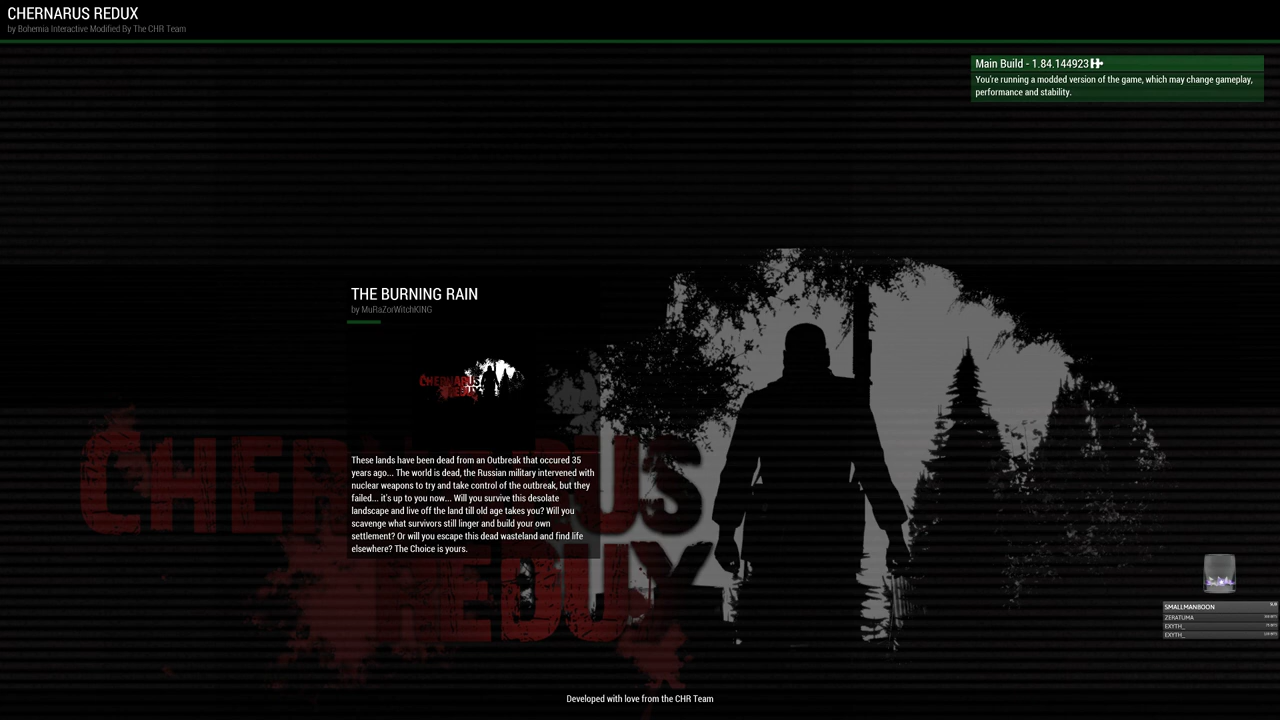 CHERNARUS REDUX
by Bohemia Interactive Modified By The CHR Team
Main Build - 1.84.144923
You're running a modded version of the game, which may change gameplay,
performance and stability.
THE BURNING RAIN
by MuRaZorWitchKING
CHERNARUS
REDUX
These lands have been dead from an Outbreak that occured 35
years ago... The world is dead, the Russian military intervened with
nuclear weapons to try and take control of the outbreak, but they
failed... it's up to you now... Will you survive this desolate
landscape and live off the land till old age takes you? Will you
scavenge what survivors still linger and build your own
settlement? Or will you escape this dead wasteland and find life
elsewhere? The Choice is yours.
CHERNARUS
REDUX
SMALLMANBOON
ZERATUMA
EXYTH_
EXYTH_
Developed with love from the CHR Team